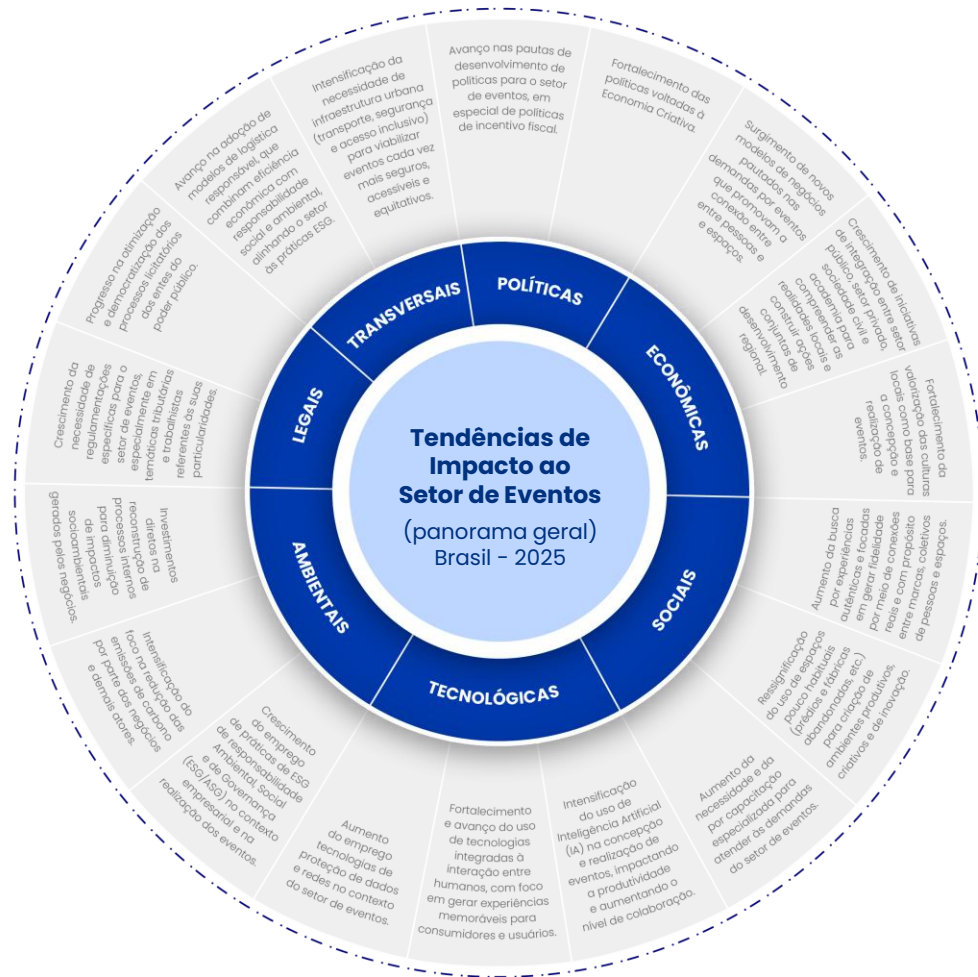 Tendências de
Impacto ao
Setor de Eventos
(panorama geral)
Brasil - 2025
POLÍTICAS
ECONÔMICAS
SOCIAIS
TECNOLÓGICAS
AMBIENTAIS
LEGAIS
TRANSVERSAIS
Avanço nas pautas de
desenvolvimento de
políticas para o setor
de eventos, em
especial de políticas
de incentivo fiscal.
Fortalecimento das
políticas voltadas à
Economia Criativa.
Surgimento de novos
modelos de negócios
pautados nas
demandas por eventos
que promovam a
conexão entre
entre pessoas e
e espaços.
Crescimento de iniciativas
de integração entre setor
público, setor privado,
sociedade civil e
academia para
compreender as
realidades locais e
construir ações
conjuntas de
desenvolvimento
regional.
Fortalecimento da
valorização das culturas
locais como base para
a concepção e
realização de
eventos.
Aumento da busca
por experiências
autênticas e focadas
em gerar fidelidade
por meio de conexões
reais e com propósito
entre marcas, coletivos
de pessoas e espaços.
Ressignificação
do uso de espaços
pouco habituais
(prédios e fábricas
abandonadas, etc.)
para criação de
ambientes produtivos,
criativos e de inovação.
Aumento da
necessidade e da
por capacitação
especializada para
atender às demandas
do setor de eventos.
Intensificação
do uso de
Inteligência Artificial
(IA) na concepção
e realização de
eventos, impactando
a produtividade
e aumentando o
nível de colaboração.
Fortalecimento
e avanço do uso
de tecnologias
integradas à
interação entre
humanos, com foco
em gerar experiências
memoráveis para
consumidores e usuários.
Aumento
do emprego
tecnologias de
proteção de dados
e redes no contexto
do setor de eventos.
Crescimento
do emprego
de práticas de ESG
de responsabilidade
Ambiental, Social
e de Governança
(ESG/ASG) no contexto
empresarial e na
realização dos eventos.
Intensificação do
foco na redução das
emissões de carbono
por parte dos negócios
e demais atores.
Investimentos
diretos na
reconstrução de
processos internos
para diminuição
de impactos
socioambientais
gerados pelos negócios.
Crescimento da
necessidade de
regulamentações
específicas para o
setor de eventos,
especialmente em
temáticas tributárias
e trabalhistas
referentes às suas
particularidades.
Progresso na otimização
e democratização dos
processos licitatórios
dos entes do
poder público.
Avanço na adoção de
modelos de logística
responsável, que
combinam eficiência
econômica com
responsabilidade
social e ambiental,
alinhando o setor
às práticas ESG.
Intensificação da
necessidade de
infraestrutura urbana
(transporte, segurança
e acesso inclusivo)
para viabilizar
eventos cada vez
mais seguros,
acessíveis e
equitativos.